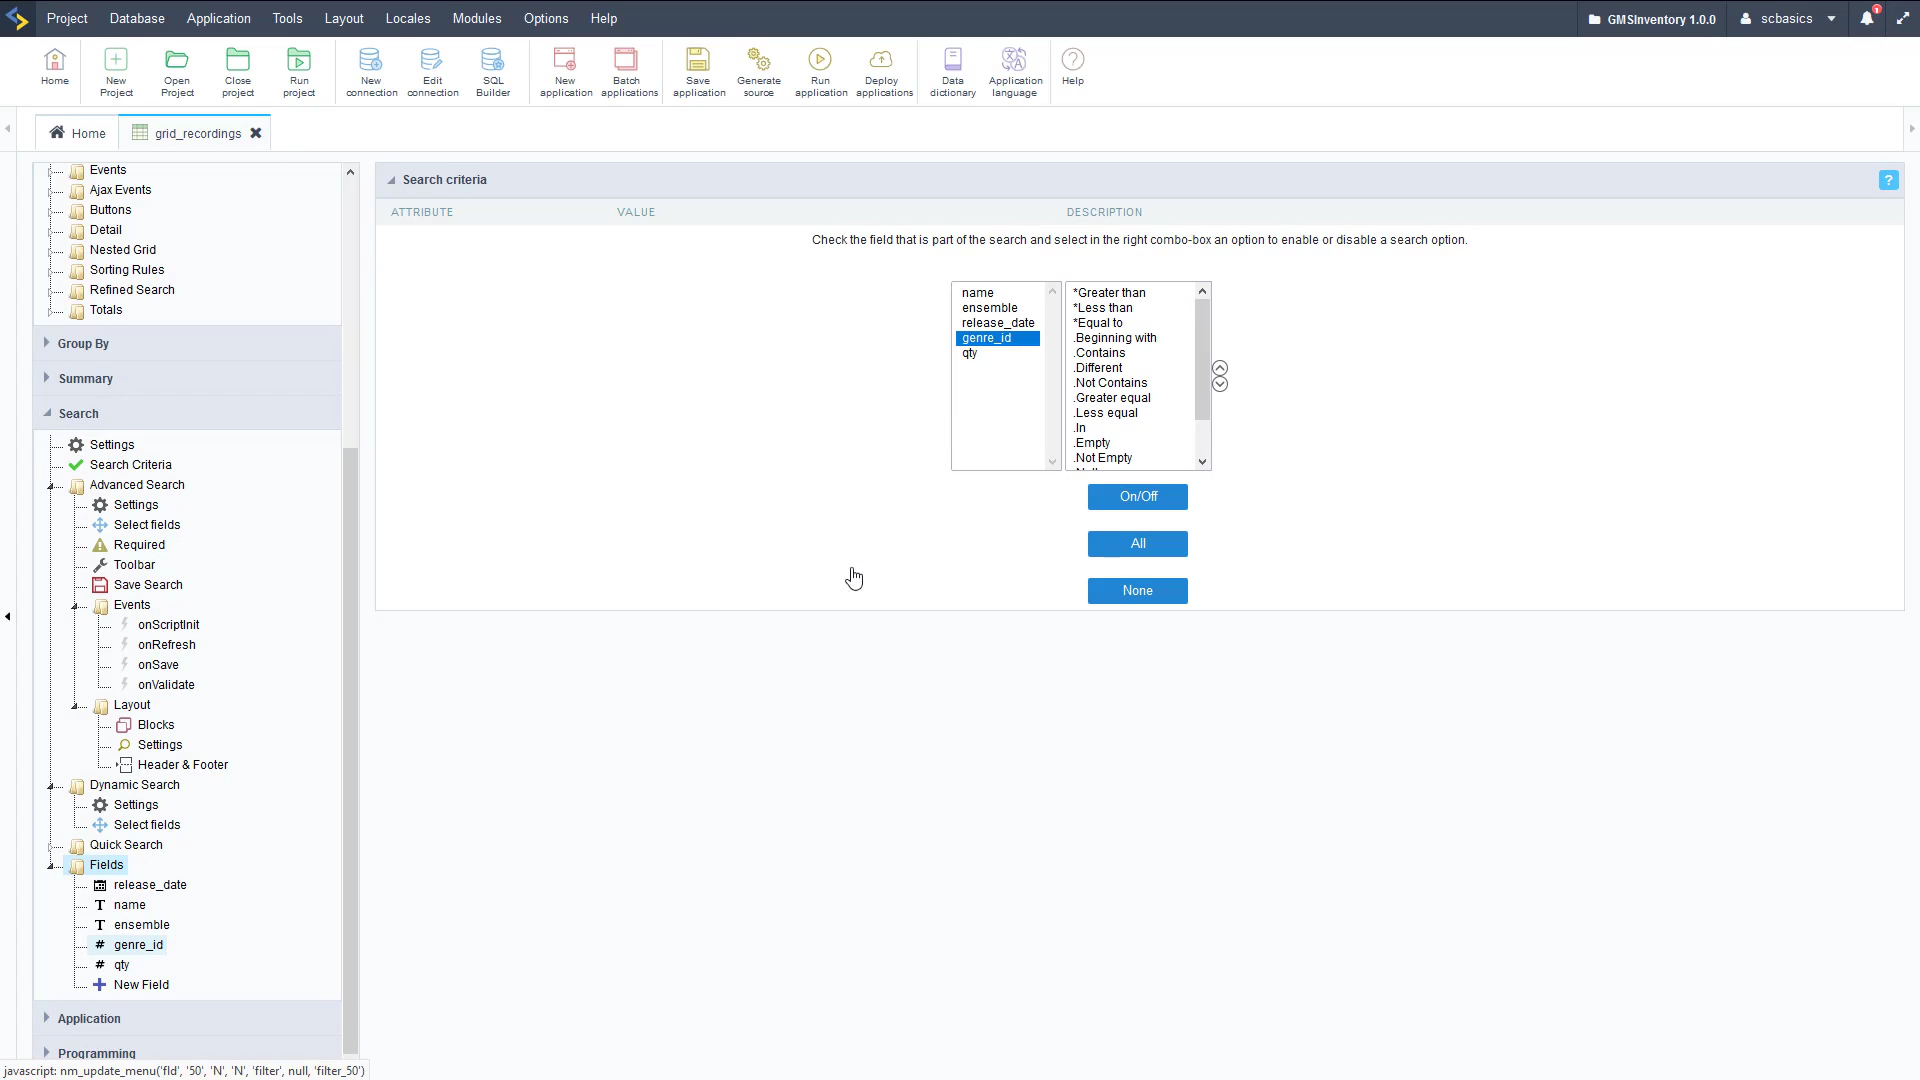 Project Database Application Tools Layout Locales Modules Options Help GMSInventory 1.0.0 scbasics 1
Home New Project Open Project Close project Run project New connection Edit connection SQL Builder New application Batch applications Save application Generate source Run application Deploy applications Data dictionary Application language Help
Home grid_recordings
Events
Ajax Events
Buttons
Detail
Nested Grid
Sorting Rules
Refined Search
Totals
Group By
Summary
Search
Settings
Search Criteria
Advanced Search
Settings
Select fields
Required
Toolbar
Save Search
Events
onScriptInit
onRefresh
onSave
onValidate
Layout
Blocks
Settings
Header & Footer
Dynamic Search
Settings
Select fields
Quick Search
Fields
release_date
name
ensemble
genre_id
qty
New Field
Application
Programming
Search criteria ?
ATTRIBUTE VALUE DESCRIPTION
Check the field that is part of the search and select in the right combo-box an option to enable or disable a search option.
name
ensemble
release_date
genre_id
qty
*Greater than
*Less than
*Equal to
.Beginning with
.Contains
.Different
.Not Contains
.Greater equal
.Less equal
.In
.Empty
.Not Empty
On/Off
All
None
javascript: nm_update_menu('fld', '50', 'N', 'N', 'filter', null, 'filter_50')